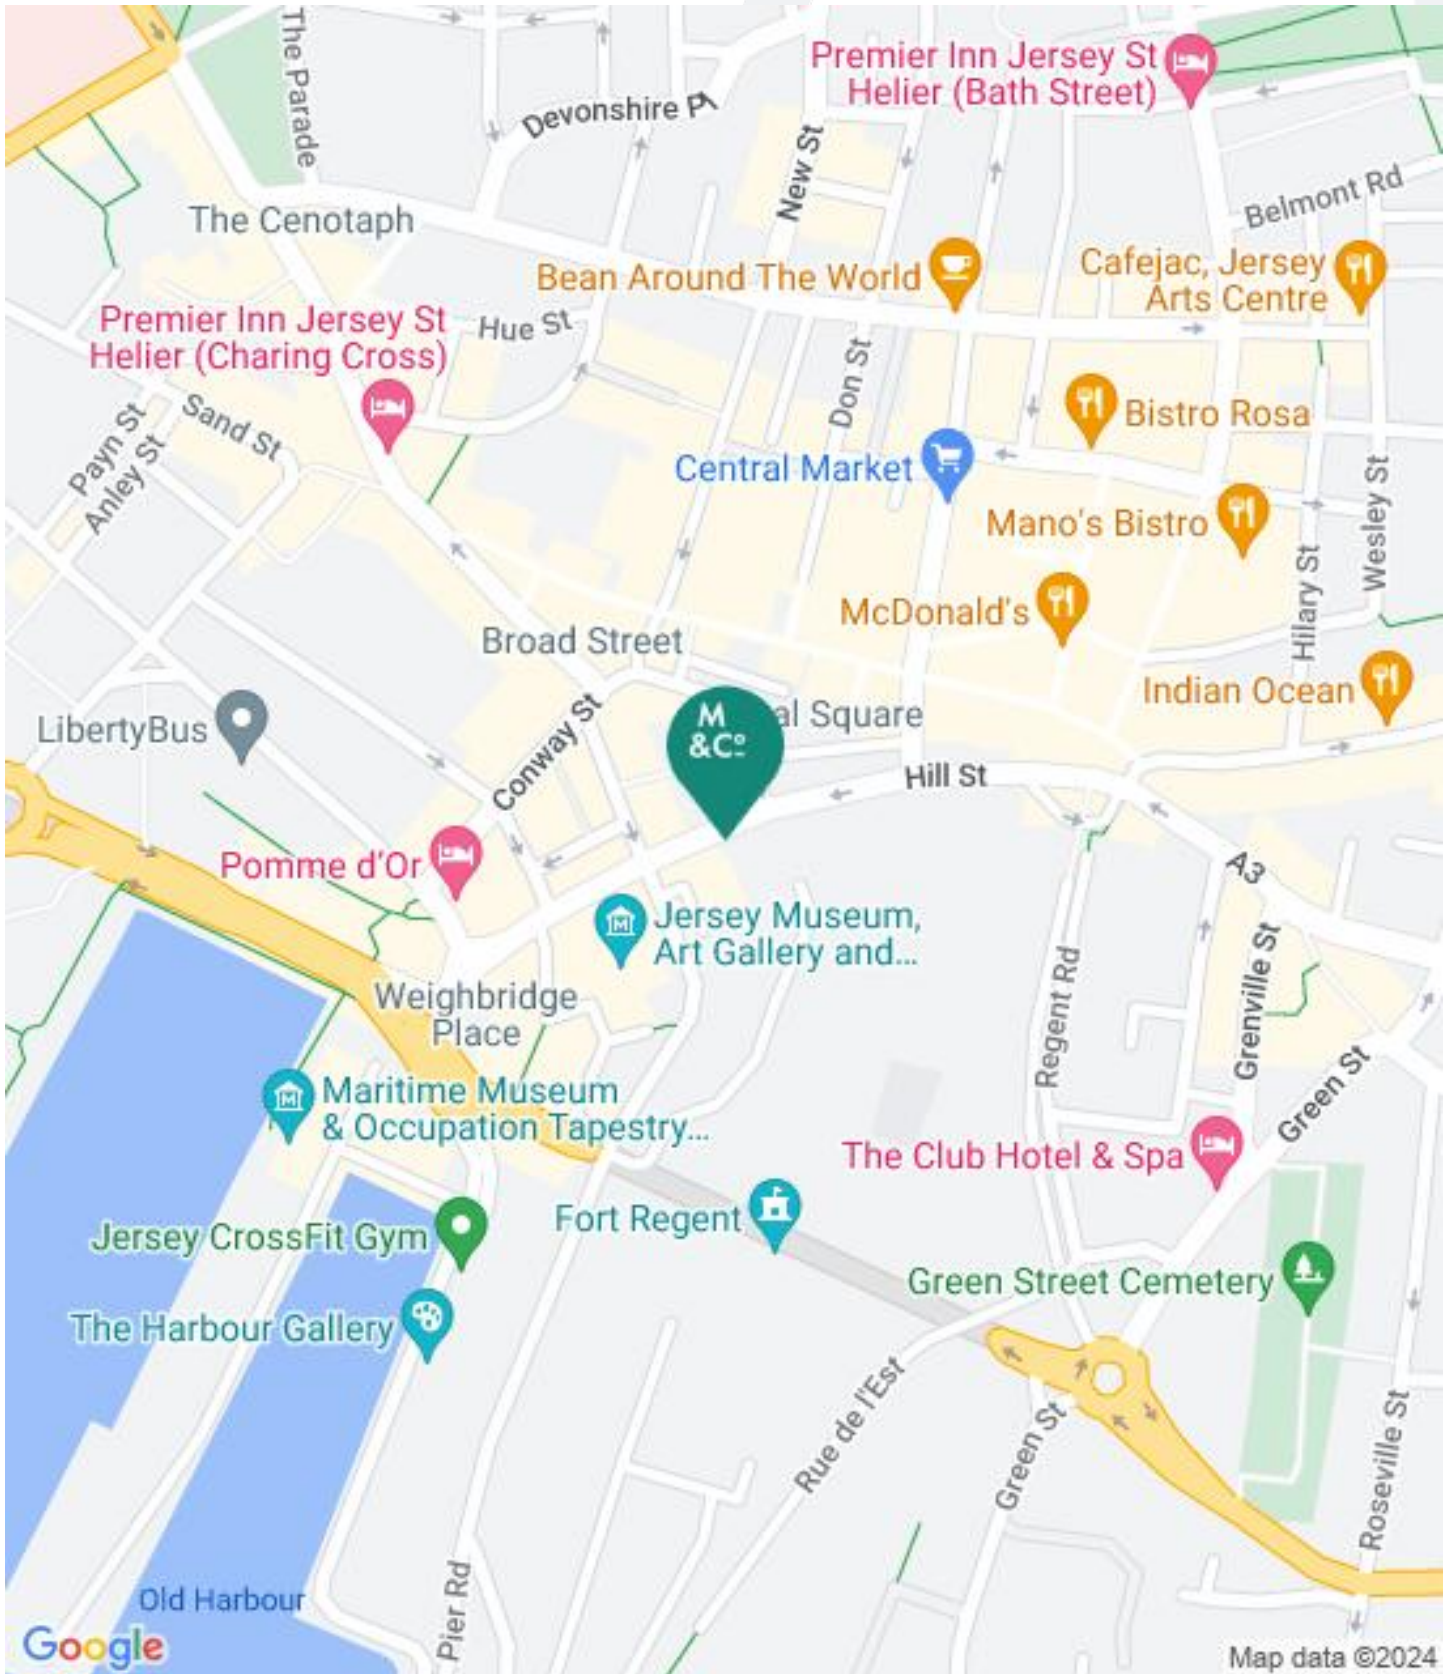 The Parade
Devonshire Pl
Premier Inn Jersey St
Helier (Bath Street)
New St
Belmont Rd
The Cenotaph
Bean Around The World
Cafejac, Jersey
Arts Centre
Premier Inn Jersey St
Helier (Charing Cross)
Hue St
Don St
Bistro Rosa
Sand St
Payn St
Anley St
Central Market
Wesley St
Mano's Bistro
Hilary St
McDonald's
Broad Street
Indian Ocean
LibertyBus
Conway St
M
&Cº
al Square
Hill St
Pomme d'Or
A3
Jersey Museum,
Art Gallery and...
Grenville St
Regent Rd
Weighbridge
Place
Green St
Maritime Museum
& Occupation Tapestry...
The Club Hotel & Spa
Fort Regent
Jersey CrossFit Gym
Green Street Cemetery
The Harbour Gallery
Rue de l'Est
Green St
Roseville St
Old Harbour
Pier Rd
Google
Map data ©2024